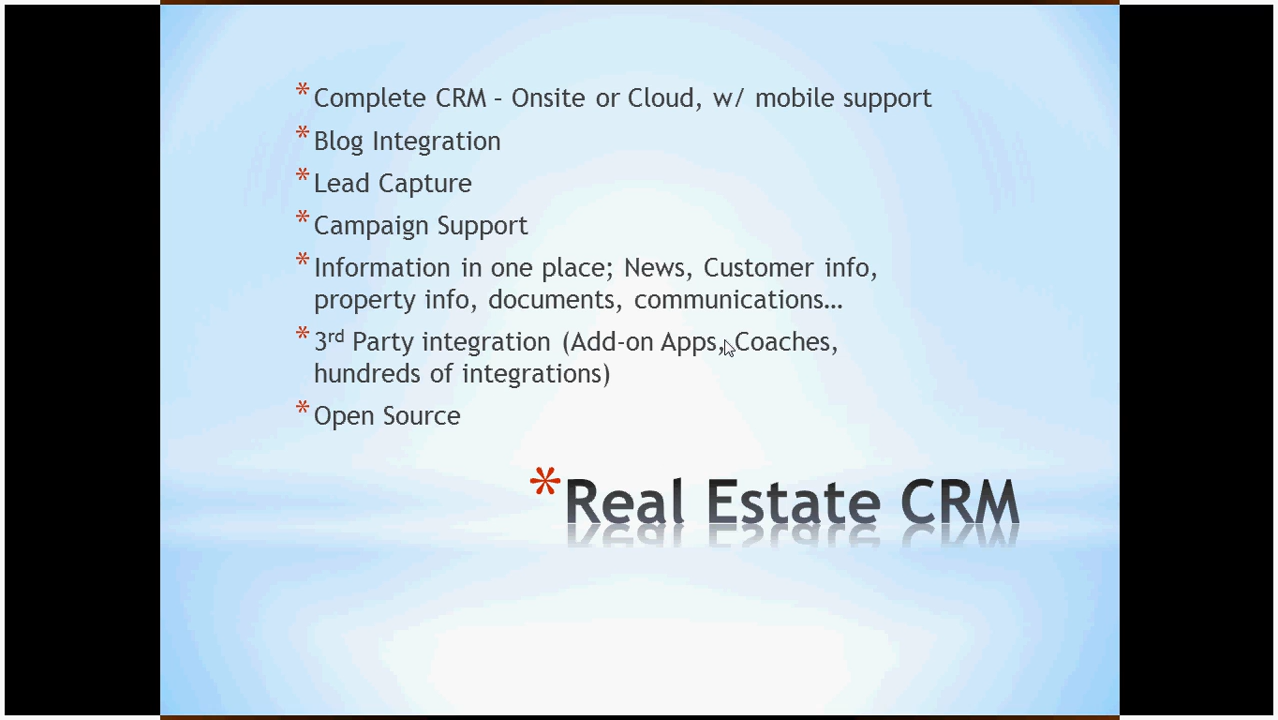 * Complete CRM – Onsite or Cloud, w/ mobile support
* Blog Integration
* Lead Capture
* Campaign Support
* Information in one place; News, Customer info,
property info, documents, communications…
* 3rd Party integration (Add-on Apps, Coaches,
hundreds of integrations)
* Open Source
* Real Estate CRM